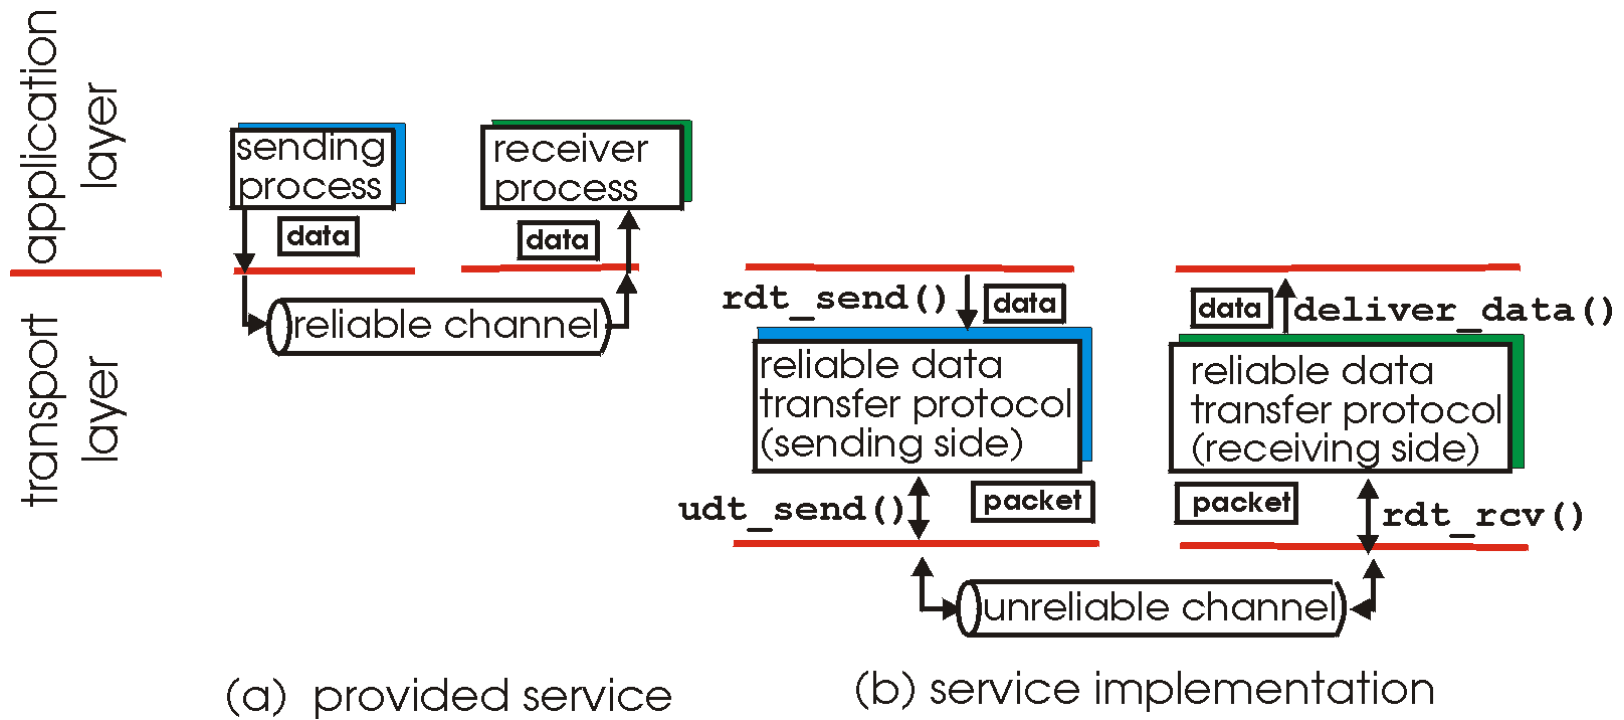 application
layer
transport
layer
sending
process
data
receiver
process
data
reliable channel
(a) provided service
rdt_send()
data
reliable data
transfer protocol
(sending side)
udt_send()
packet
data
deliver_data()
reliable data
transfer protocol
(receiving side)
packet
rdt_rcv()
unreliable channel
(b) service implementation